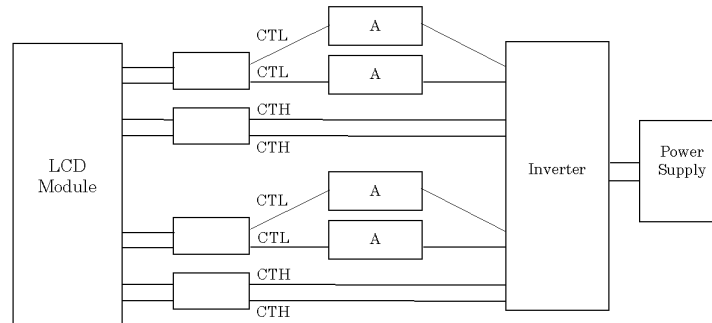 CTL
A
CTL
A
CTH
CTH
LCD
Module
Inverter
Power
Supply
CTL
A
CTL
A
CTH
CTH